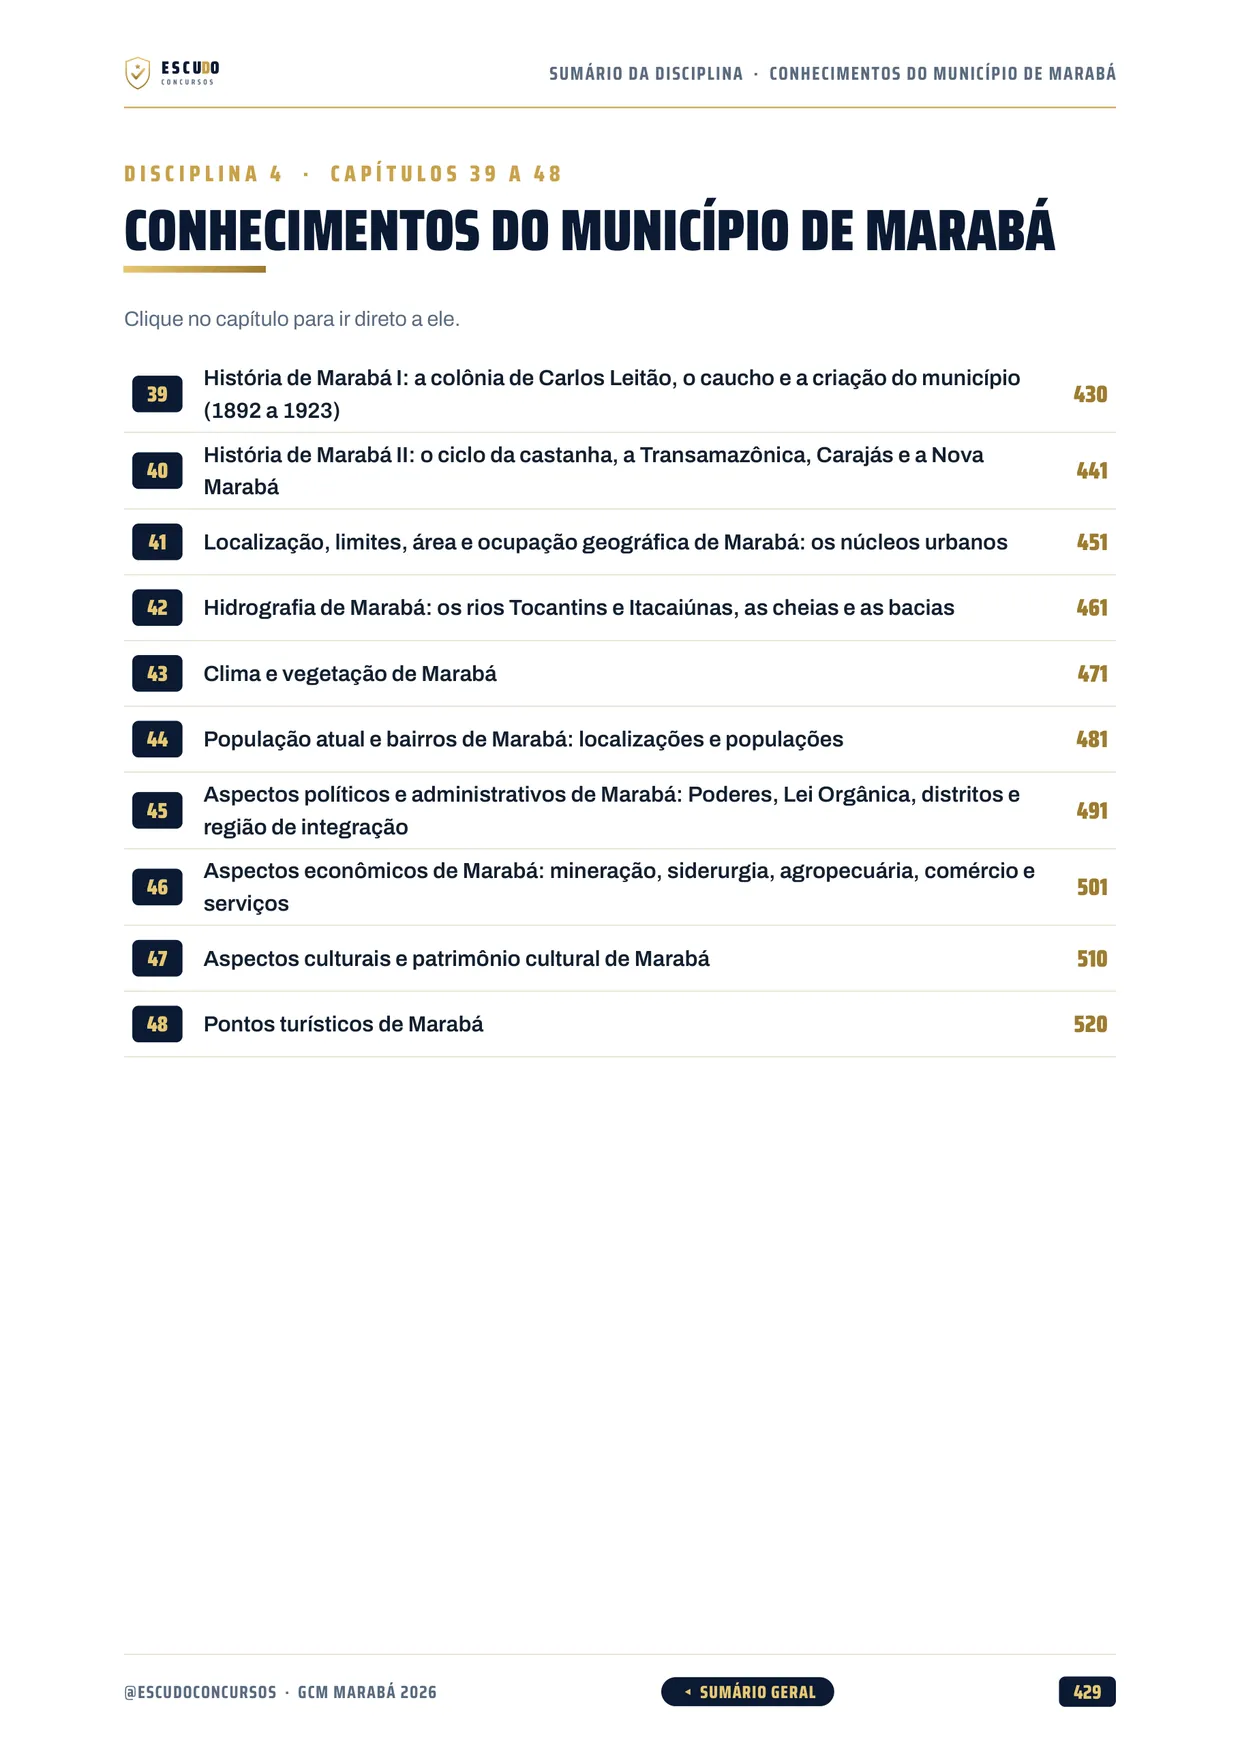 ESCUDO
CONCURSOS
SUMÁRIO DA DISCIPLINA · CONHECIMENTOS DO MUNICÍPIO DE MARABÁ
DISCIPLINA 4 · CAPÍTULOS 39 A 48
CONHECIMENTOS DO MUNICÍPIO DE MARABÁ
Clique no capítulo para ir direto a ele.
39 História de Marabá I: a colônia de Carlos Leitão, o caucho e a criação do município
(1892 a 1923) 430
40 História de Marabá II: o ciclo da castanha, a Transamazônica, Carajás e a Nova
Marabá 441
41 Localização, limites, área e ocupação geográfica de Marabá: os núcleos urbanos 451
42 Hidrografia de Marabá: os rios Tocantins e Itacaiúnas, as cheias e as bacias 461
43 Clima e vegetação de Marabá 471
44 População atual e bairros de Marabá: localizações e populações 481
45 Aspectos políticos e administrativos de Marabá: Poderes, Lei Orgânica, distritos e
região de integração 491
46 Aspectos econômicos de Marabá: mineração, siderurgia, agropecuária, comércio e
serviços 501
47 Aspectos culturais e patrimônio cultural de Marabá 510
48 Pontos turísticos de Marabá 520
@ESCUDOCONCURSOS · GCM MARABÁ 2026
◂ SUMÁRIO GERAL
429